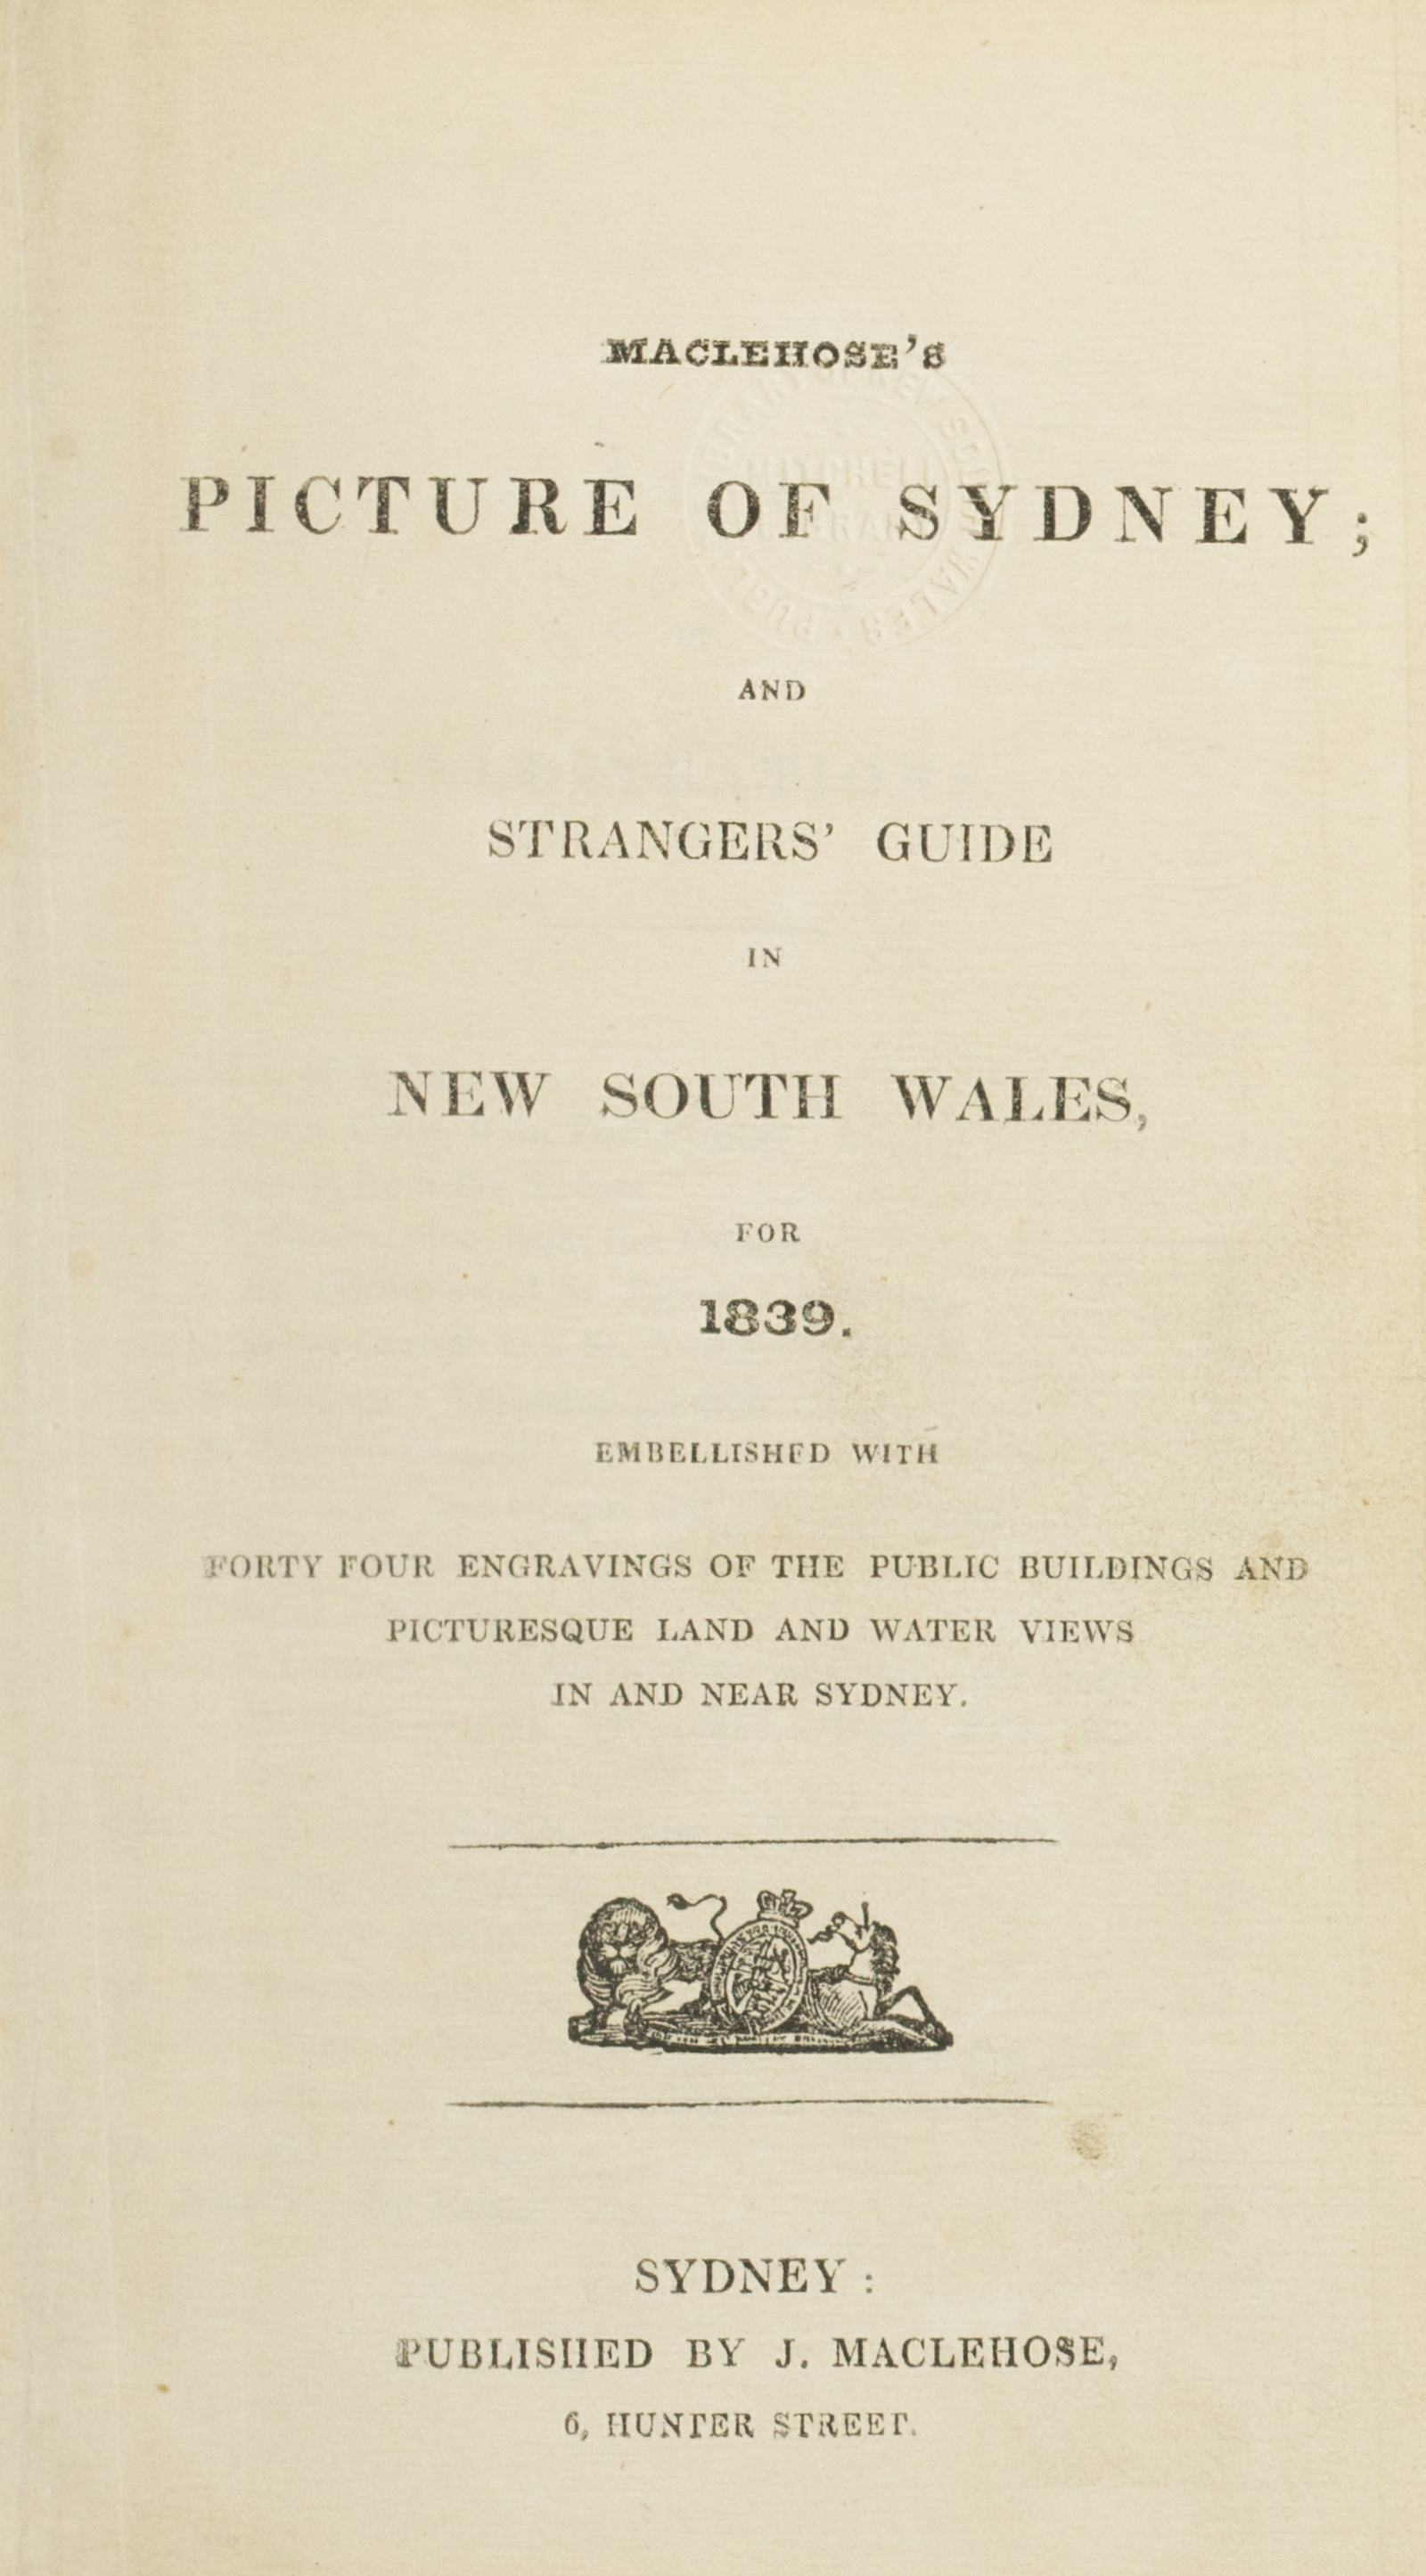 MACLEHOSE'S
PICTURE OF SYDNEY;
AND
STRANGERS' GUIDE
IN
NEW SOUTH WALES,
FOR
1839.
EMBELLISHED WITH
FORTY FOUR ENGRAVINGS OF THE PUBLIC BUILDINGS AND
PICTURESQUE LAND AND WATER VIEWS
IN AND NEAR SYDNEY.
SYDNEY:
PUBLISHED BY J. MACLEHOSE,
6, HUNTER STREET.